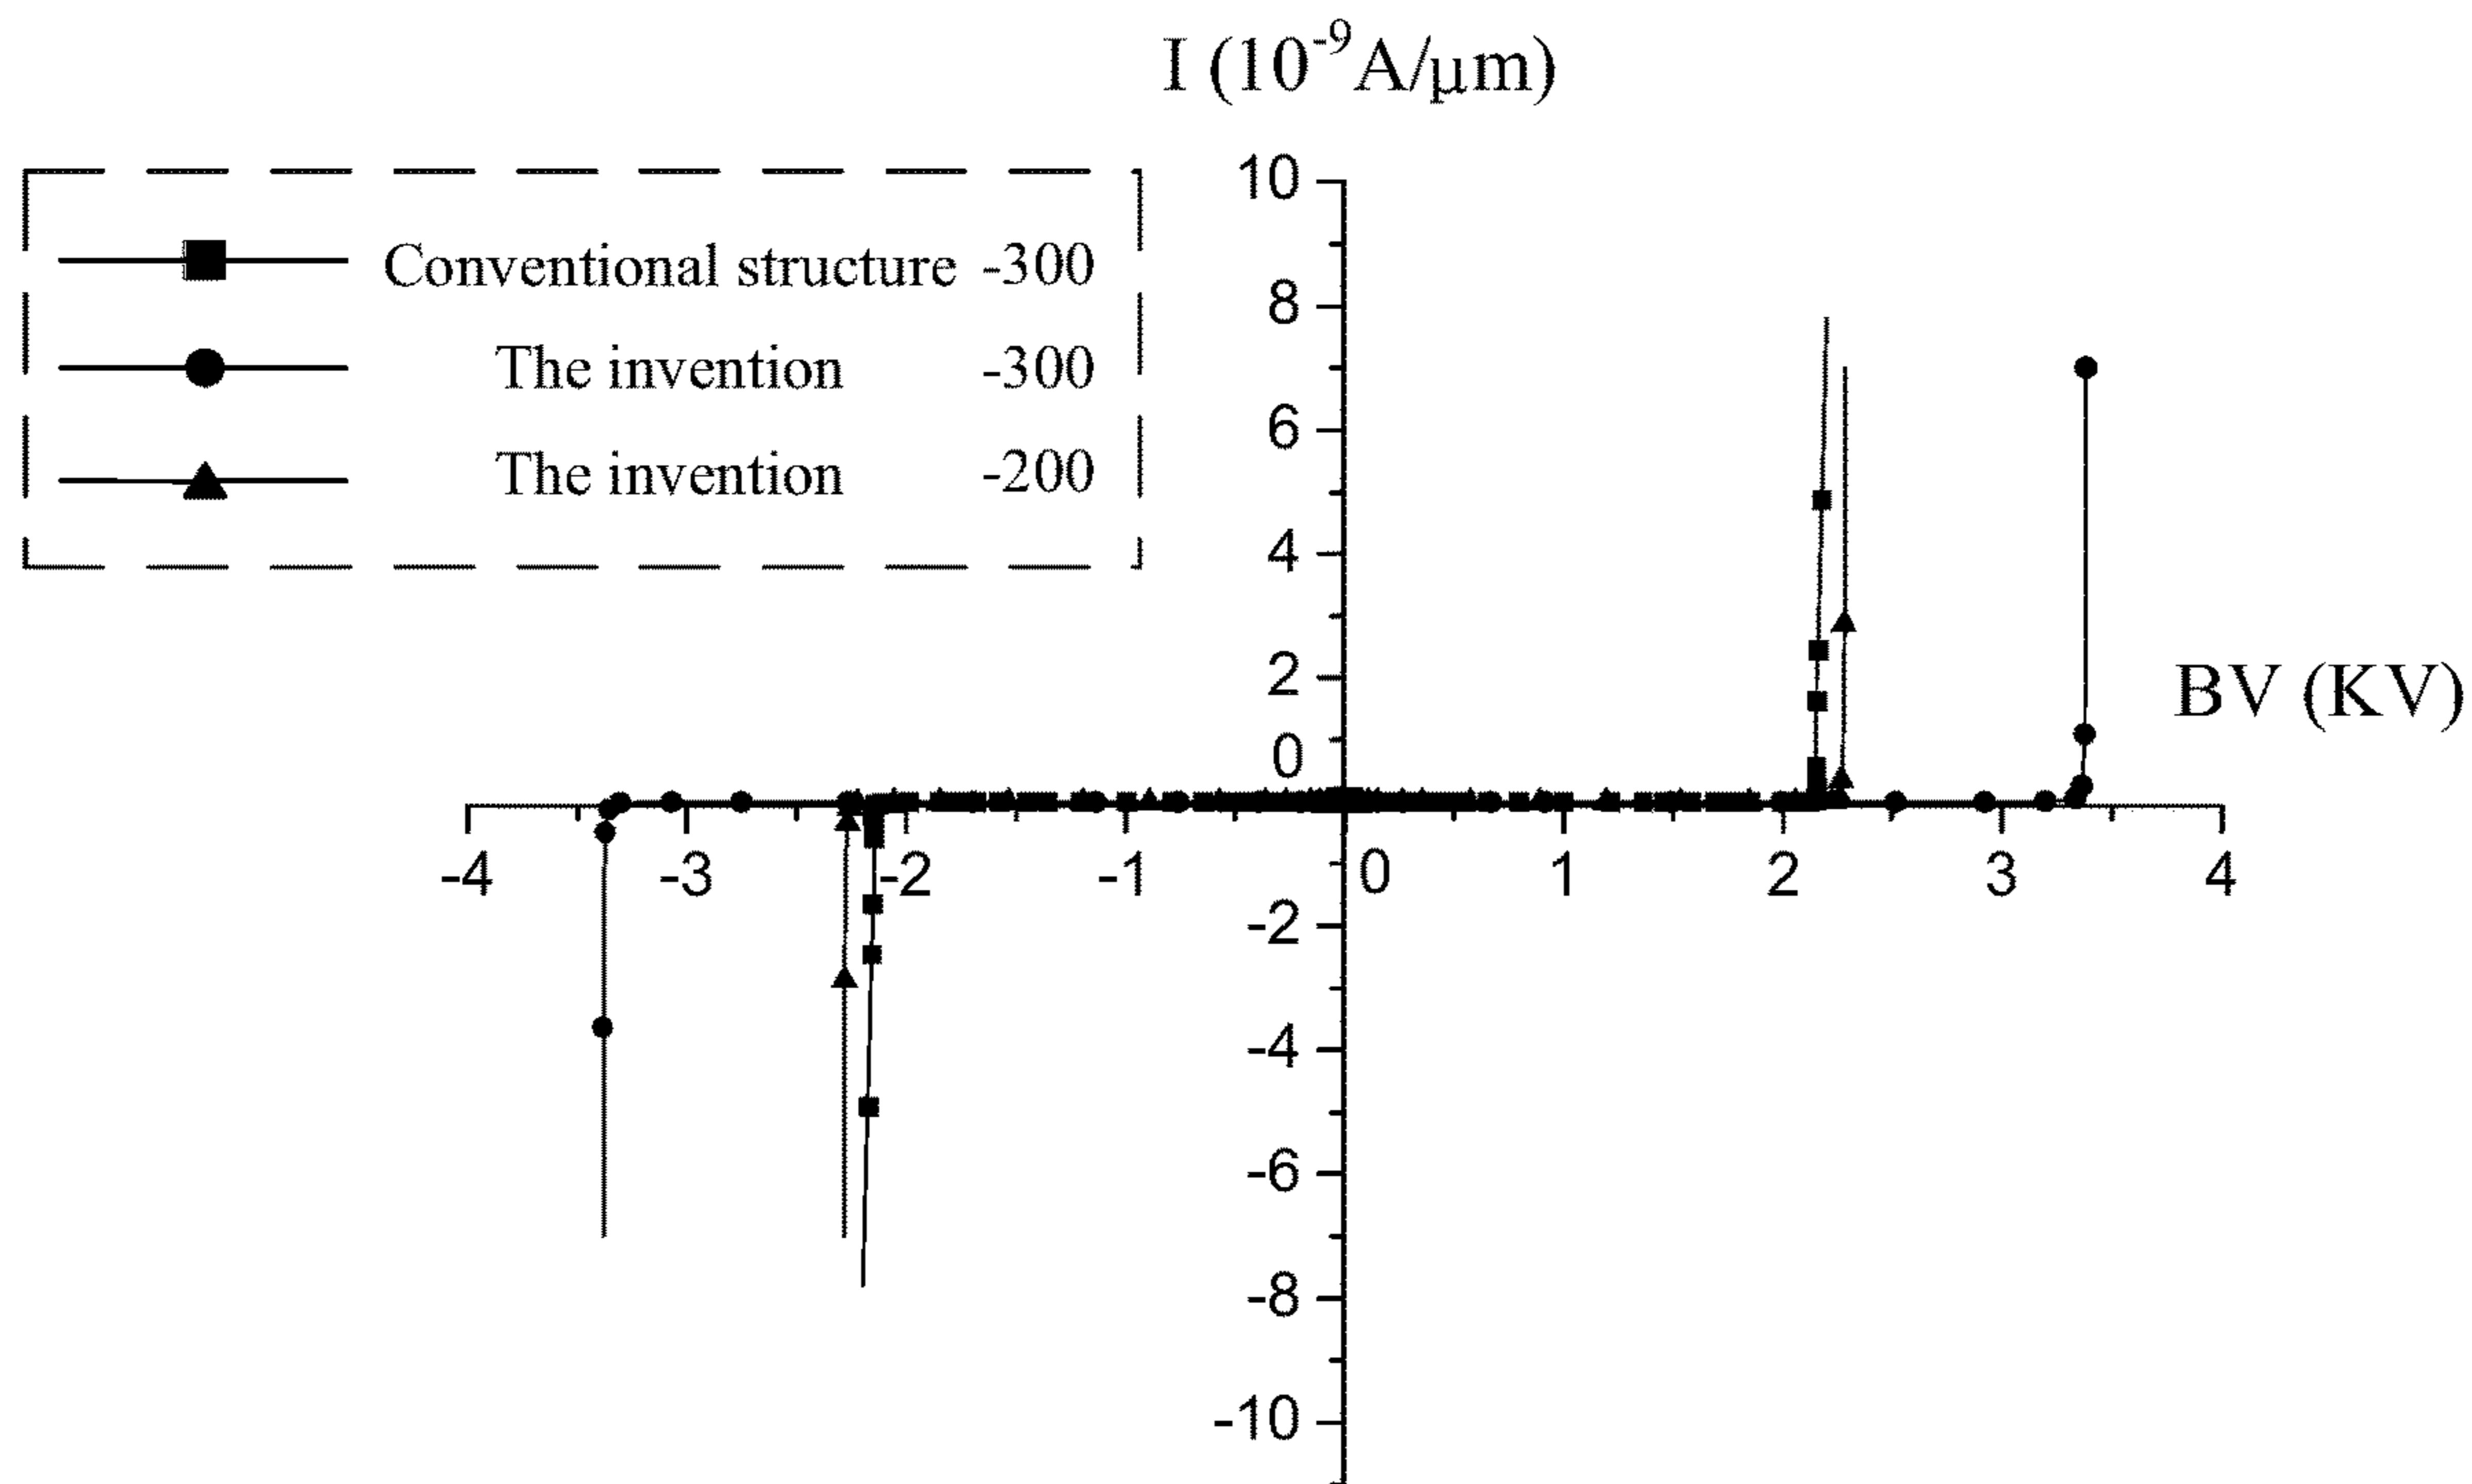 I (10⁻⁹A/µm)
Conventional structure -300
The invention -300
The invention -200
10
8
6
4
2
0
BV (KV)
-4 -3 -2 -1 0 1 2 3 4
-2
-4
-6
-8
-10